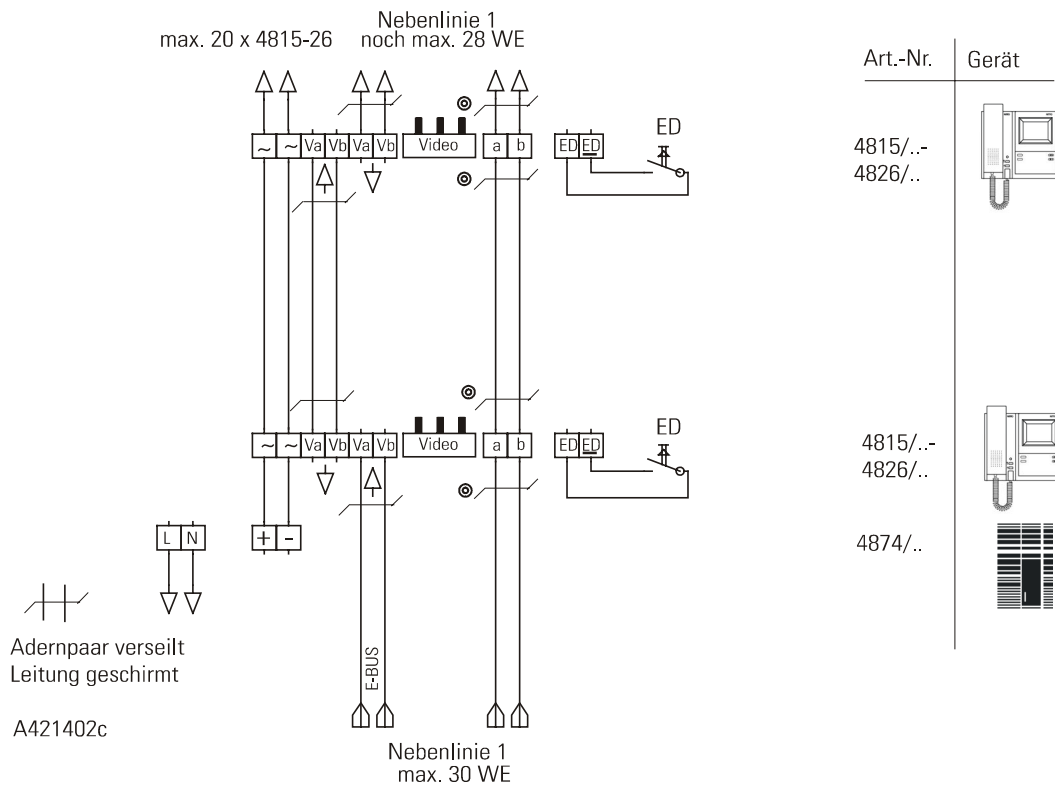 Nebenlinie 1
max. 20 x 4815-26 noch max. 28 WE
Art.-Nr. Gerät
ED
~ ~ Va Vb Va Vb Video a b ED ED
4815/..-
4826/..
ED
~ ~ Va Vb Va Vb Video a b ED ED
4815/..-
4826/..
L N + -
4874/..
Adernpaar verseilt
Leitung geschirmt
E-BUS
A421402c
Nebenlinie 1
max. 30 WE